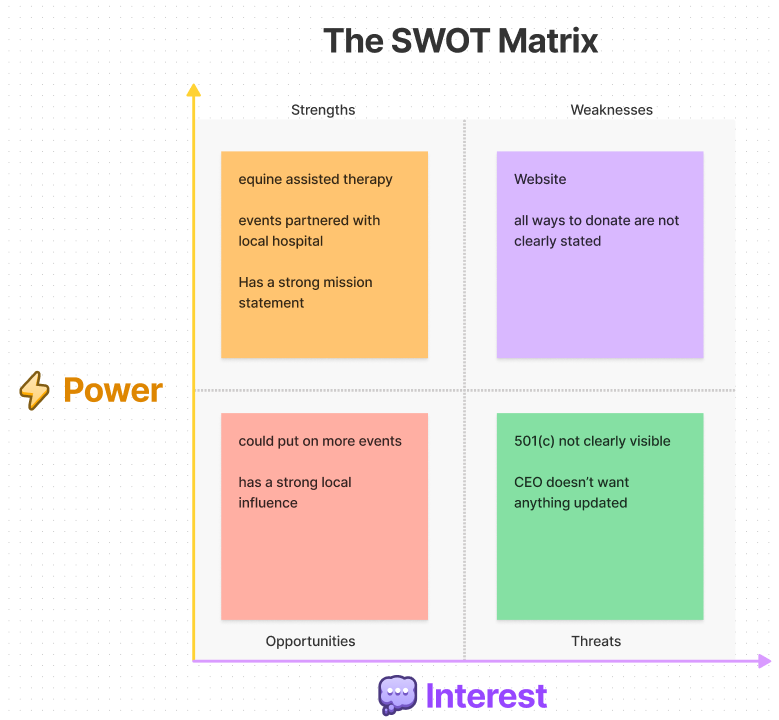 The SWOT Matrix
Strengths
Weaknesses
equine assisted therapy
events partnered with
local hospital
Has a strong mission
statement
Website
all ways to donate are not
clearly stated
Power
could put on more events
has a strong local
influence
501(c) not clearly visible
CEO doesn’t want
anything updated
Opportunities
Threats
Interest